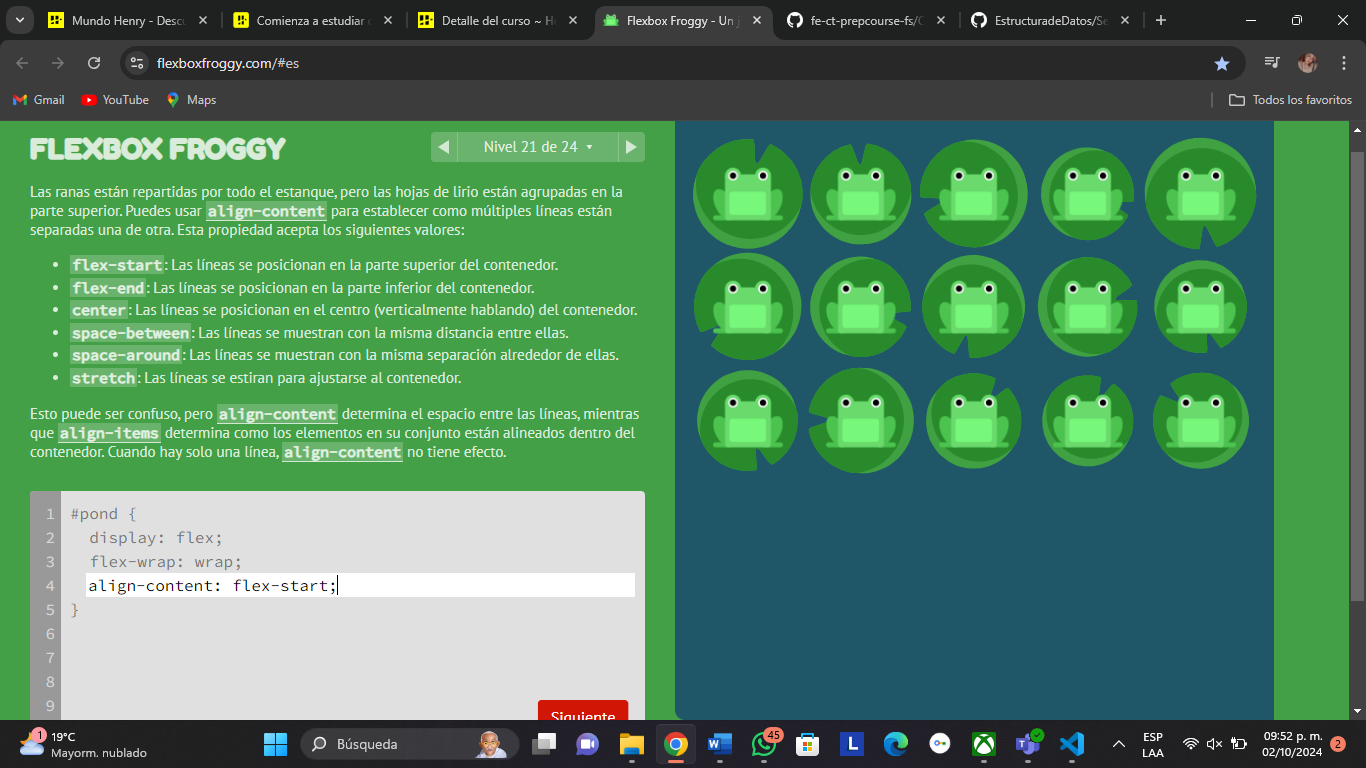 Mundo Henry - Descu
Comienza a estudiar
Detalle del curso ~ H
Flexbox Froggy - Un j
fe-ct-prepcourse-fs/
EstructuradeDatos/Se
flexboxfroggy.com/#es
Gmail
YouTube
Maps
Todos los favoritos
FLEXBOX FROGGY
Nivel 21 de 24
Las ranas están repartidas por todo el estanque, pero las hojas de lirio están agrupadas en la
parte superior. Puedes usar align-content para establecer como múltiples líneas están
separadas una de otra. Esta propiedad acepta los siguientes valores:
• flex-start: Las líneas se posicionan en la parte superior del contenedor.
• flex-end: Las líneas se posicionan en la parte inferior del contenedor.
• center: Las líneas se posicionan en el centro (verticalmente hablando) del contenedor.
• space-between: Las líneas se muestran con la misma distancia entre ellas.
• space-around: Las líneas se muestran con la misma separación alrededor de ellas.
• stretch: Las líneas se estiran para ajustarse al contenedor.
Esto puede ser confuso, pero align-content determina el espacio entre las líneas, mientras
que align-items determina como los elementos en su conjunto están alineados dentro del
contenedor. Cuando hay solo una línea, align-content no tiene efecto.
1 #pond {
2 display: flex;
3 flex-wrap: wrap;
4 align-content: flex-start;
5 }
6
7
8
9
Siguiente
1
19°C
Mayorm. nublado
Búsqueda
45
L
ESP
LAA
09:52 p. m.
02/10/2024
2